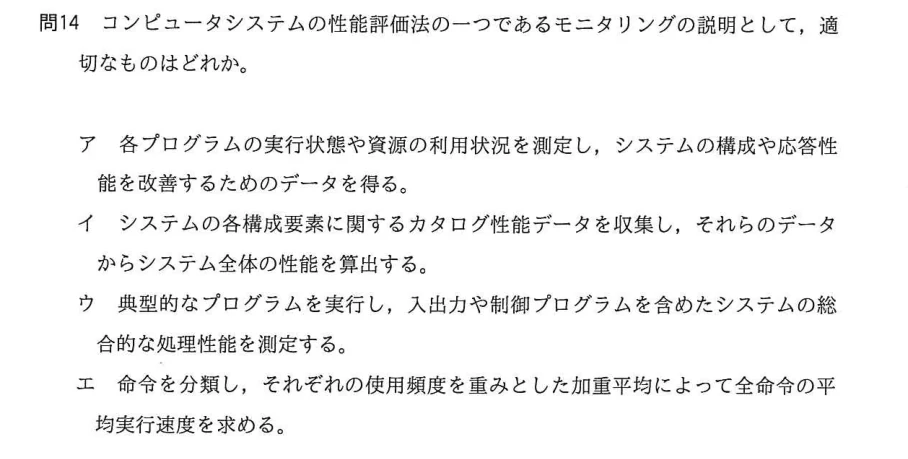 問14 コンピュータシステムの性能評価法の一つであるモニタリングの説明として，適
切なものはどれか。
ア 各プログラムの実行状態や資源の利用状況を測定し，システムの構成や応答性
能を改善するためのデータを得る。
イ システムの各構成要素に関するカタログ性能データを収集し，それらのデータ
からシステム全体の性能を算出する。
ウ 典型的なプログラムを実行し，入出力や制御プログラムを含めたシステムの総
合的な処理性能を測定する。
エ 命令を分類し，それぞれの使用頻度を重みとした加重平均によって全命令の平
均実行速度を求める。